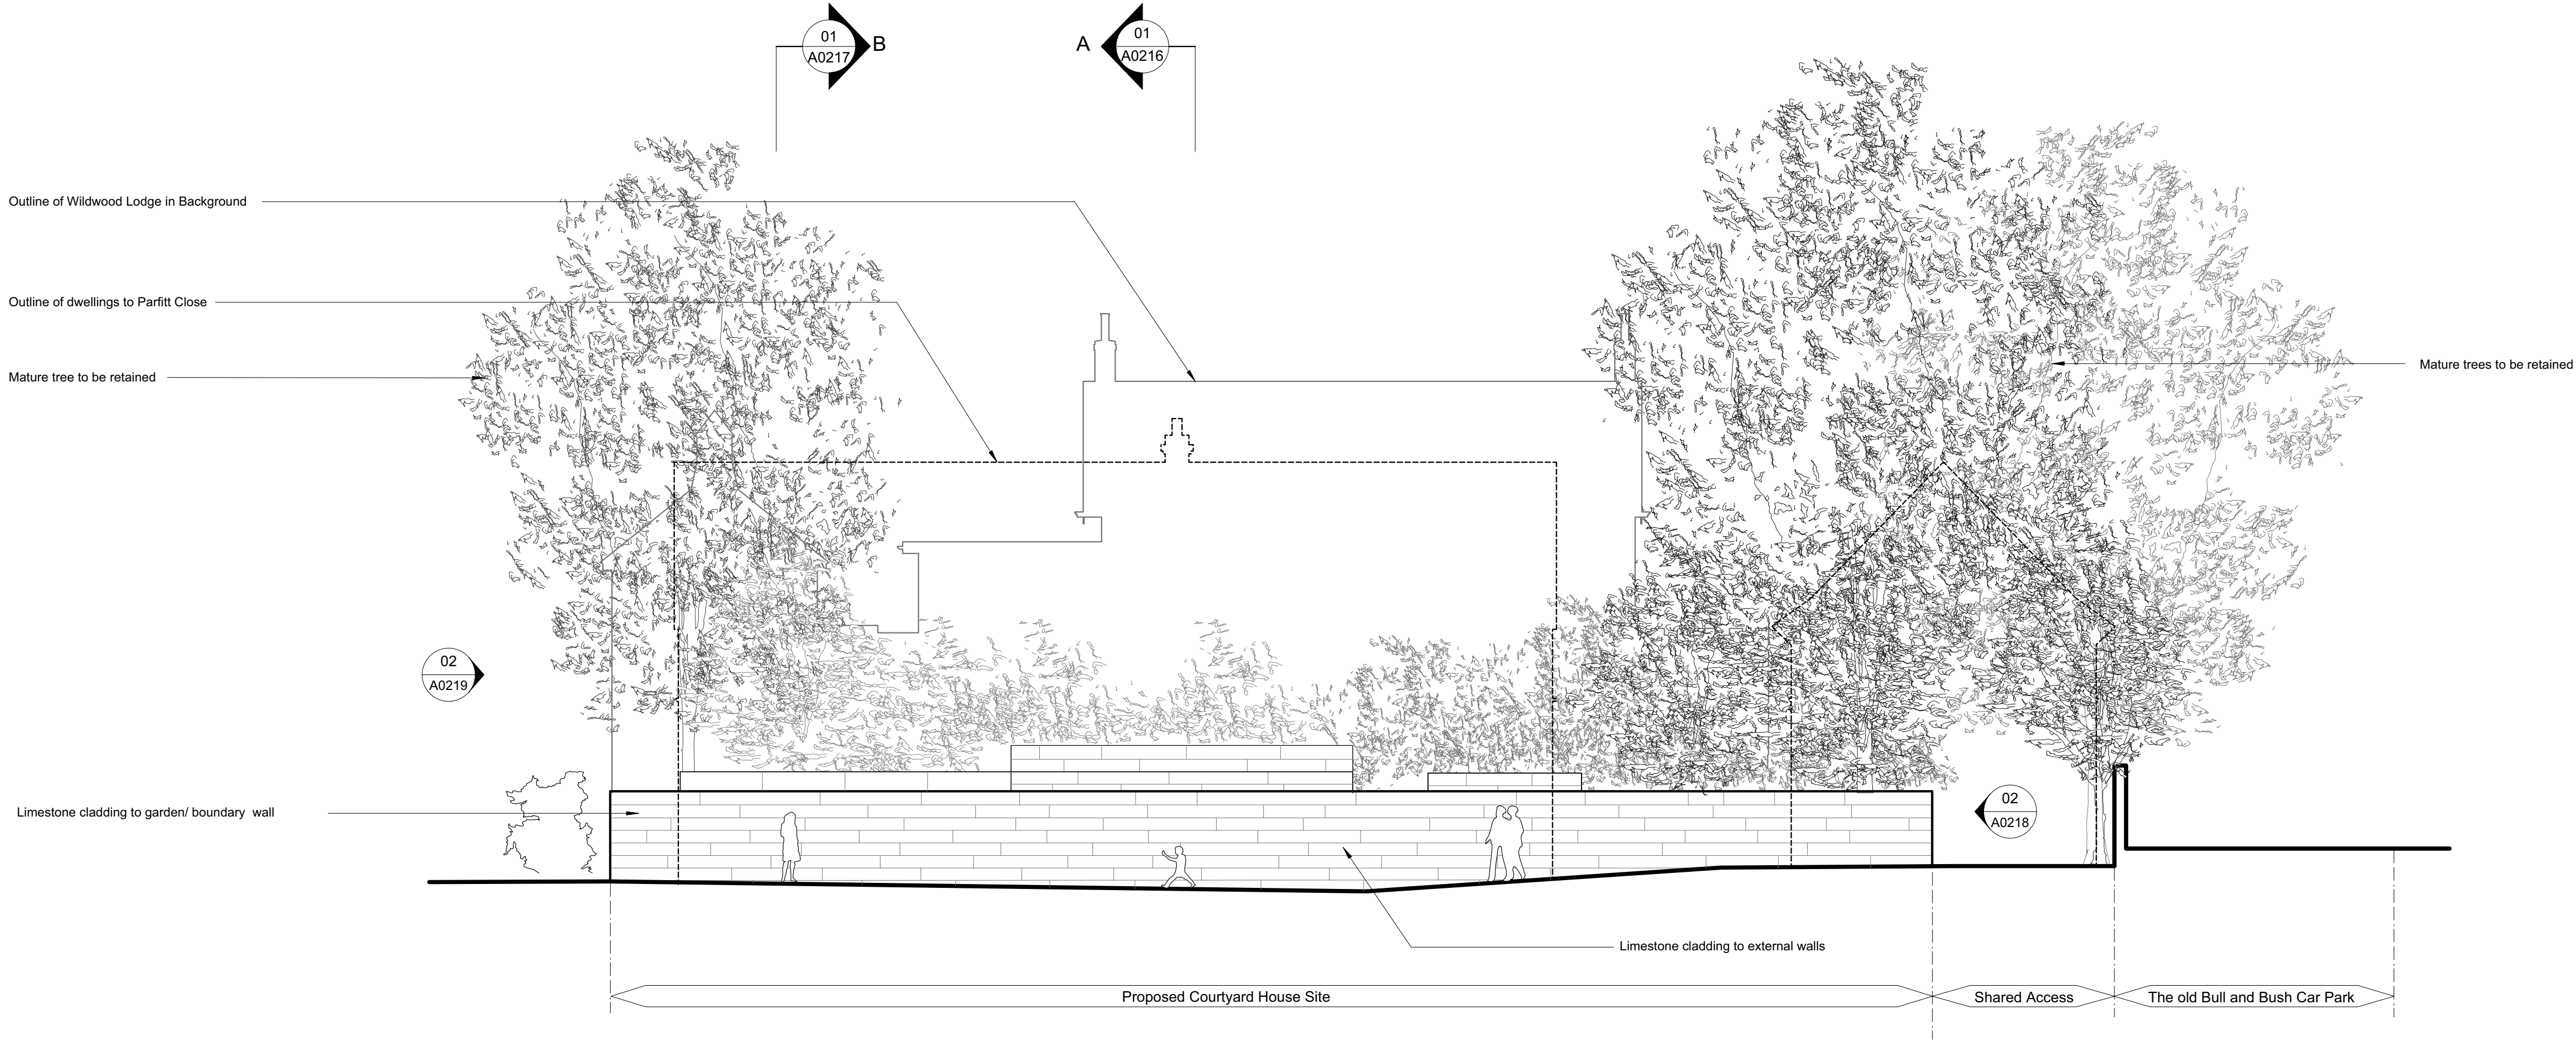 01
A0217
B
A
01
A0216
Outline of Wildwood Lodge in Background
Outline of dwellings to Parfitt Close
Mature tree to be retained
Mature trees to be retained
02
A0219
Limestone cladding to garden/ boundary wall
02
A0218
Limestone cladding to external walls
Proposed Courtyard House Site
Shared Access
The old Bull and Bush Car Park